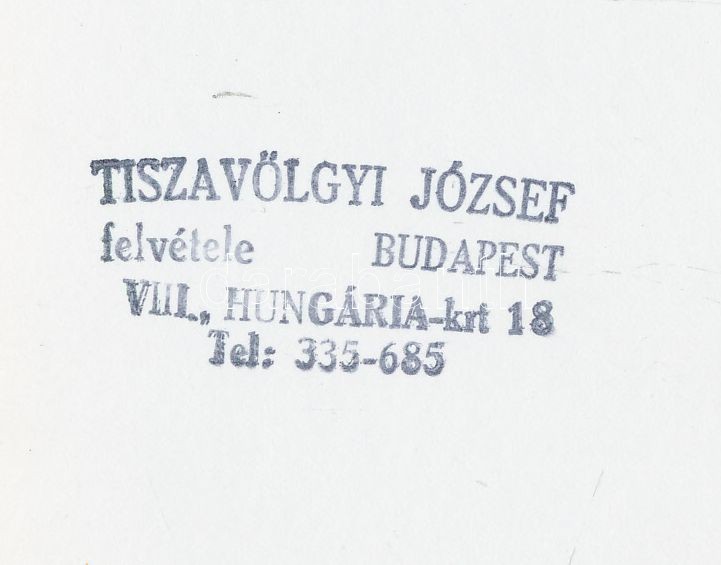 TISZAVÖLGYI JÓZSEF
felvétele BUDAPEST
VIII., HUNGÁRIA-krt 18
Tel: 335-685